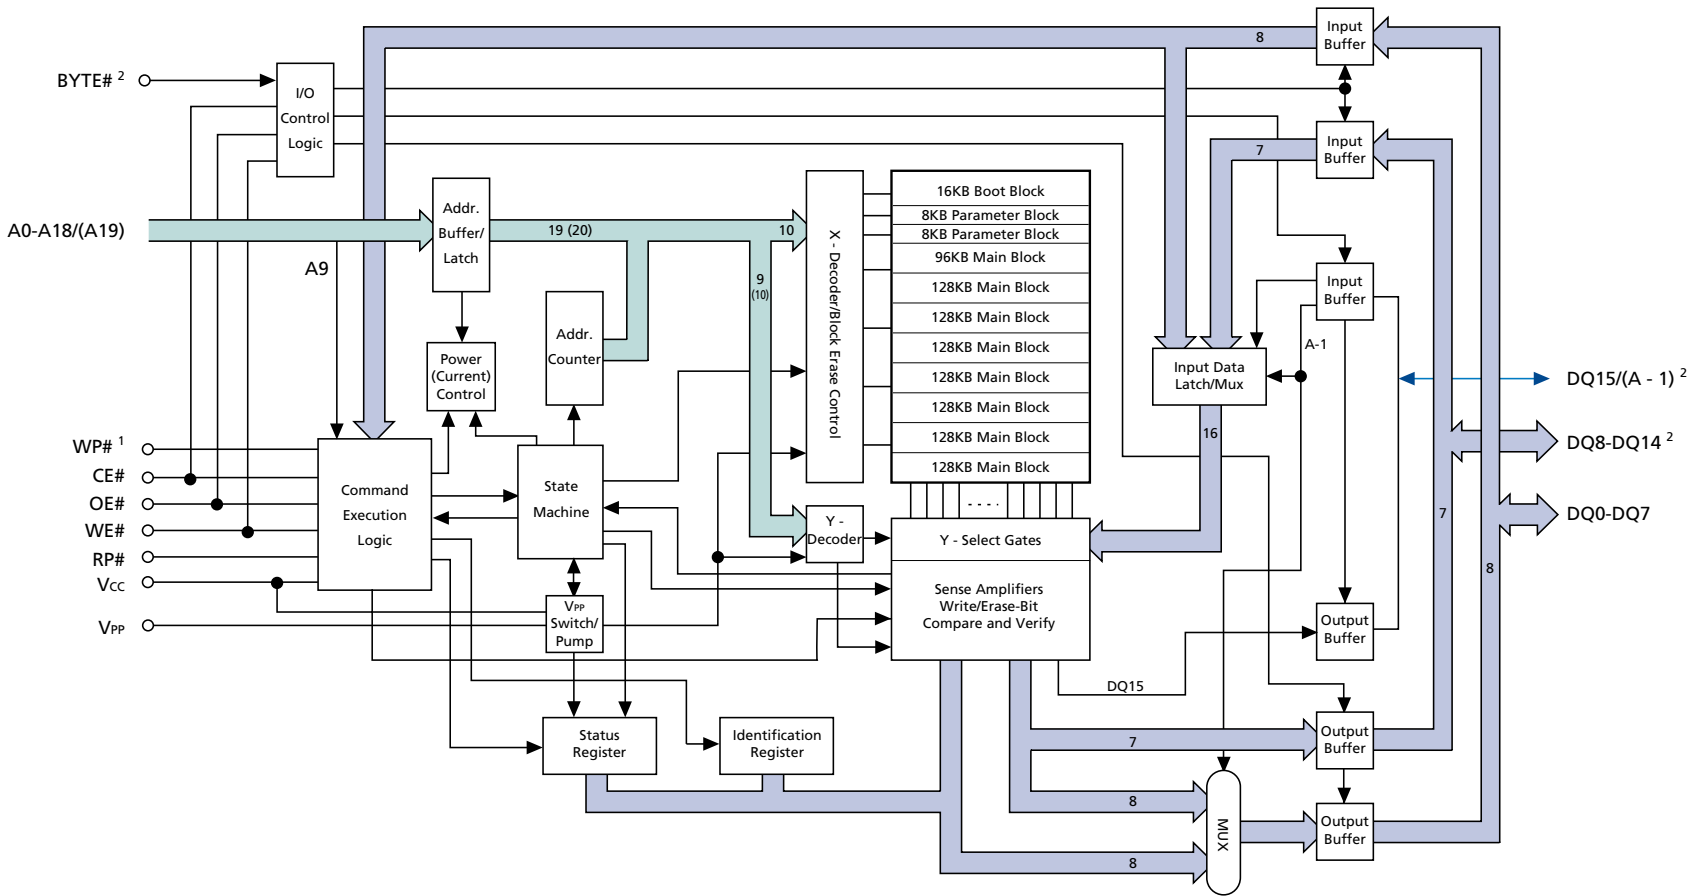 Input
Buffer
8
BYTE# 2
I/O
Control
Logic
Input
Buffer
7
16KB Boot Block
8KB Parameter Block
8KB Parameter Block
96KB Main Block
128KB Main Block
128KB Main Block
128KB Main Block
128KB Main Block
128KB Main Block
128KB Main Block
128KB Main Block
A0-A18/(A19)
Addr.
Buffer/
Latch
19 (20)
10
A9
9
(10)
X - Decoder/Block Erase Control
Input
Buffer
Addr.
Counter
Power
(Current)
Control
A-1
Input Data
Latch/Mux
DQ15/(A - 1) 2
16
DQ8-DQ14 2
WP# 1
CE#
OE#
WE#
RP#
VCC
VPP
Command
Execution
Logic
State
Machine
VPP
Switch/
Pump
Y -
Decoder
- - - -
Y - Select Gates
Sense Amplifiers
Write/Erase-Bit
Compare and Verify
7
DQ0-DQ7
8
Output
Buffer
DQ15
Status
Register
Identification
Register
7
Output
Buffer
8
MUX
Output
Buffer
8